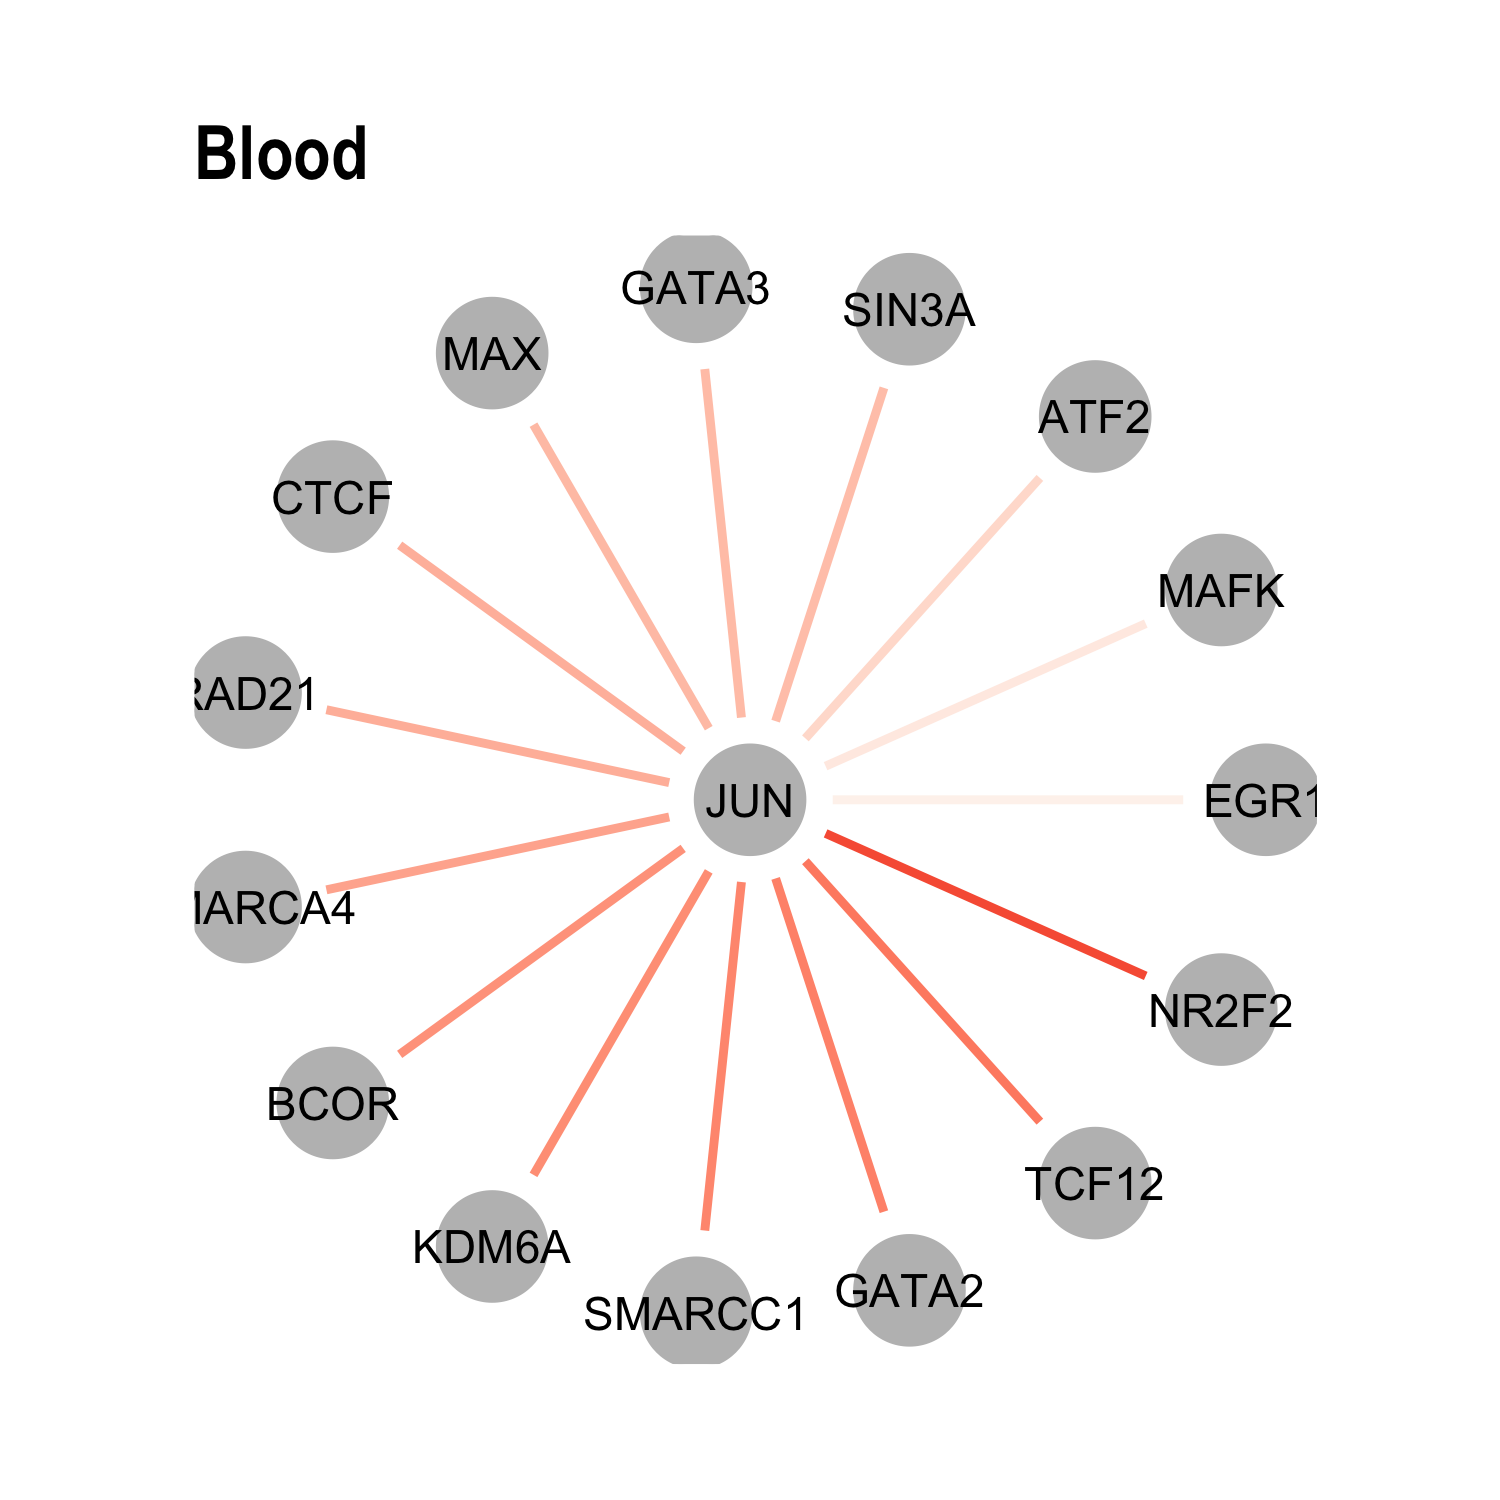 Blood
GATA3
SIN3A
MAX
ATF2
CTCF
MAFK
RAD21
JUN
EGR1
MARCA4
NR2F2
BCOR
TCF12
KDM6A
GATA2
SMARCC1